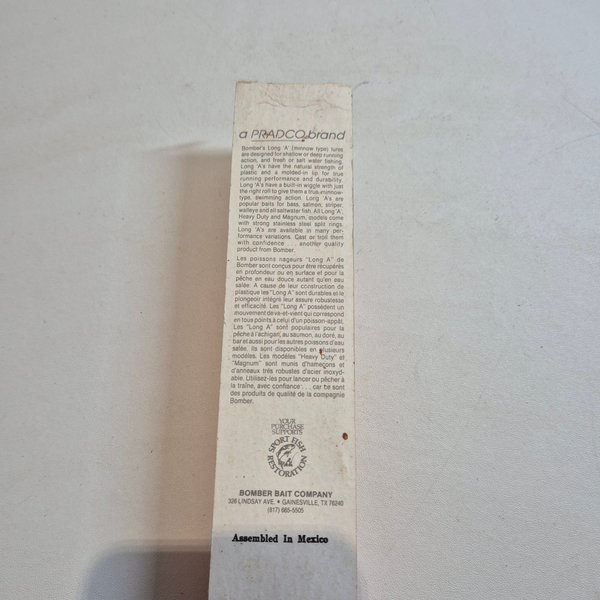 a PRADCO brand
Bomber's Long 'A' (minnow type) lures
are designed for shallow or deep running
action, and fresh or salt water fishing.
Long 'A's have the natural strength of
plastic and a molded-in lip for true
running performance and durability.
Long 'A's have a built-in wiggle with just
the right roll to give them a true-minnow-
type, swimming action. Long 'A's are
popular baits for bass, salmon, striper,
walleye and all saltwater fish. All Long 'A',
Heavy Duty and Magnum, models come
with strong stainless steel split rings.
Long 'A's are available in many per-
formance variations. Cast or troll them
with confidence . . . another quality
product from Bomber.
Les poissons nageurs "Long A" de
Bomber sont conçus pour être récupérés
en profondeur ou en surface et pour la
pêche en eau douce autant qu'en eau
salée. A cause de leur construction de
plastique les "Long A" sont durables et le
plongeoir intégré leur assure robustesse
et efficacité. Les "Long A" possèdent un
mouvement de va-et-vient qui correspond
en tous points à celui d'un poisson-appât.
Les "Long A" sont populaires pour la
pêche à l'achigan, au saumon, au doré, au
bar et aussi pour les autres poissons d'eau
salée. Ils sont disponibles en plusieurs
modèles. Les modèles "Heavy Duty" et
"Magnum" sont munis d'hameçons et
d'anneaux très robustes d'acier inoxyd-
able. Utilisez-les pour lancer ou pêcher à
la traîne, avec confiance . . . car ce sont
des produits de qualité de la compagnie
Bomber.
YOUR
PURCHASE
SUPPORTS
SPORT FISH
RESTORATION
BOMBER BAIT COMPANY
326 LINDSAY AVE. • GAINESVILLE, TX 76240
(817) 665-5505
Assembled In Mexico